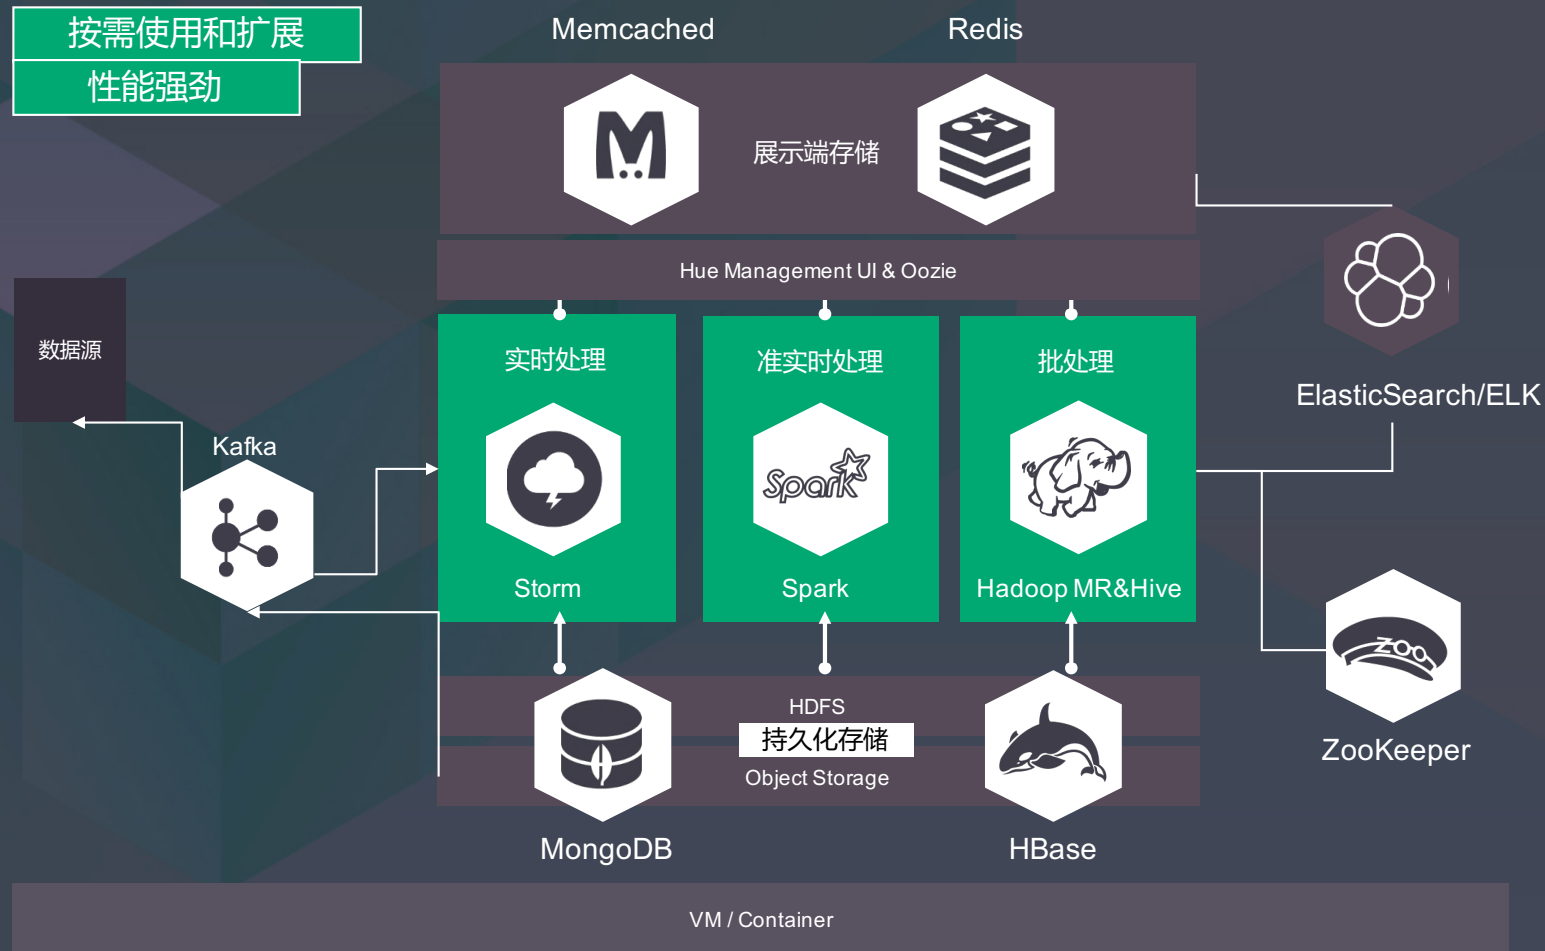 按需使用和扩展
性能强劲
Memcached
Redis
展示端存储
Hue Management UI & Oozie
数据源
实时处理
准实时处理
批处理
ElasticSearch/ELK
Kafka
Spark
Storm
Spark
Hadoop MR&Hive
ZOO
HDFS
持久化存储
Object Storage
ZooKeeper
MongoDB
HBase
VM / Container